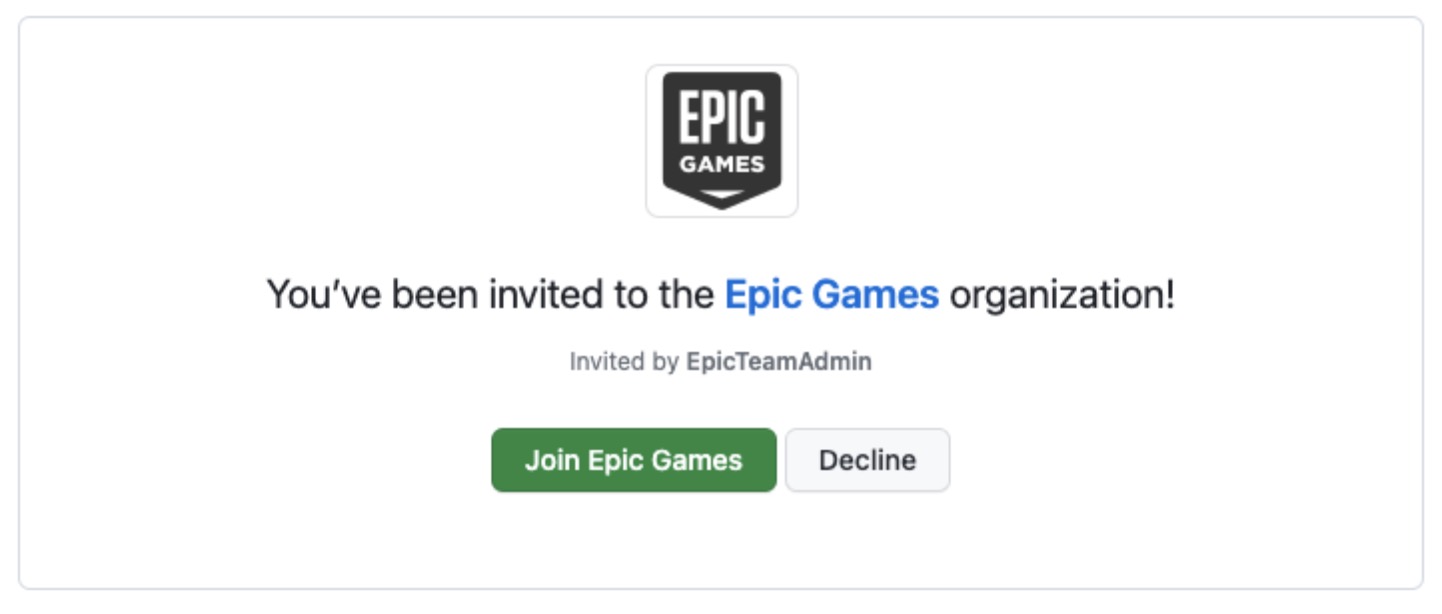 EPIC
GAMES
You’ve been invited to the Epic Games organization!
Invited by EpicTeamAdmin
Join Epic Games
Decline